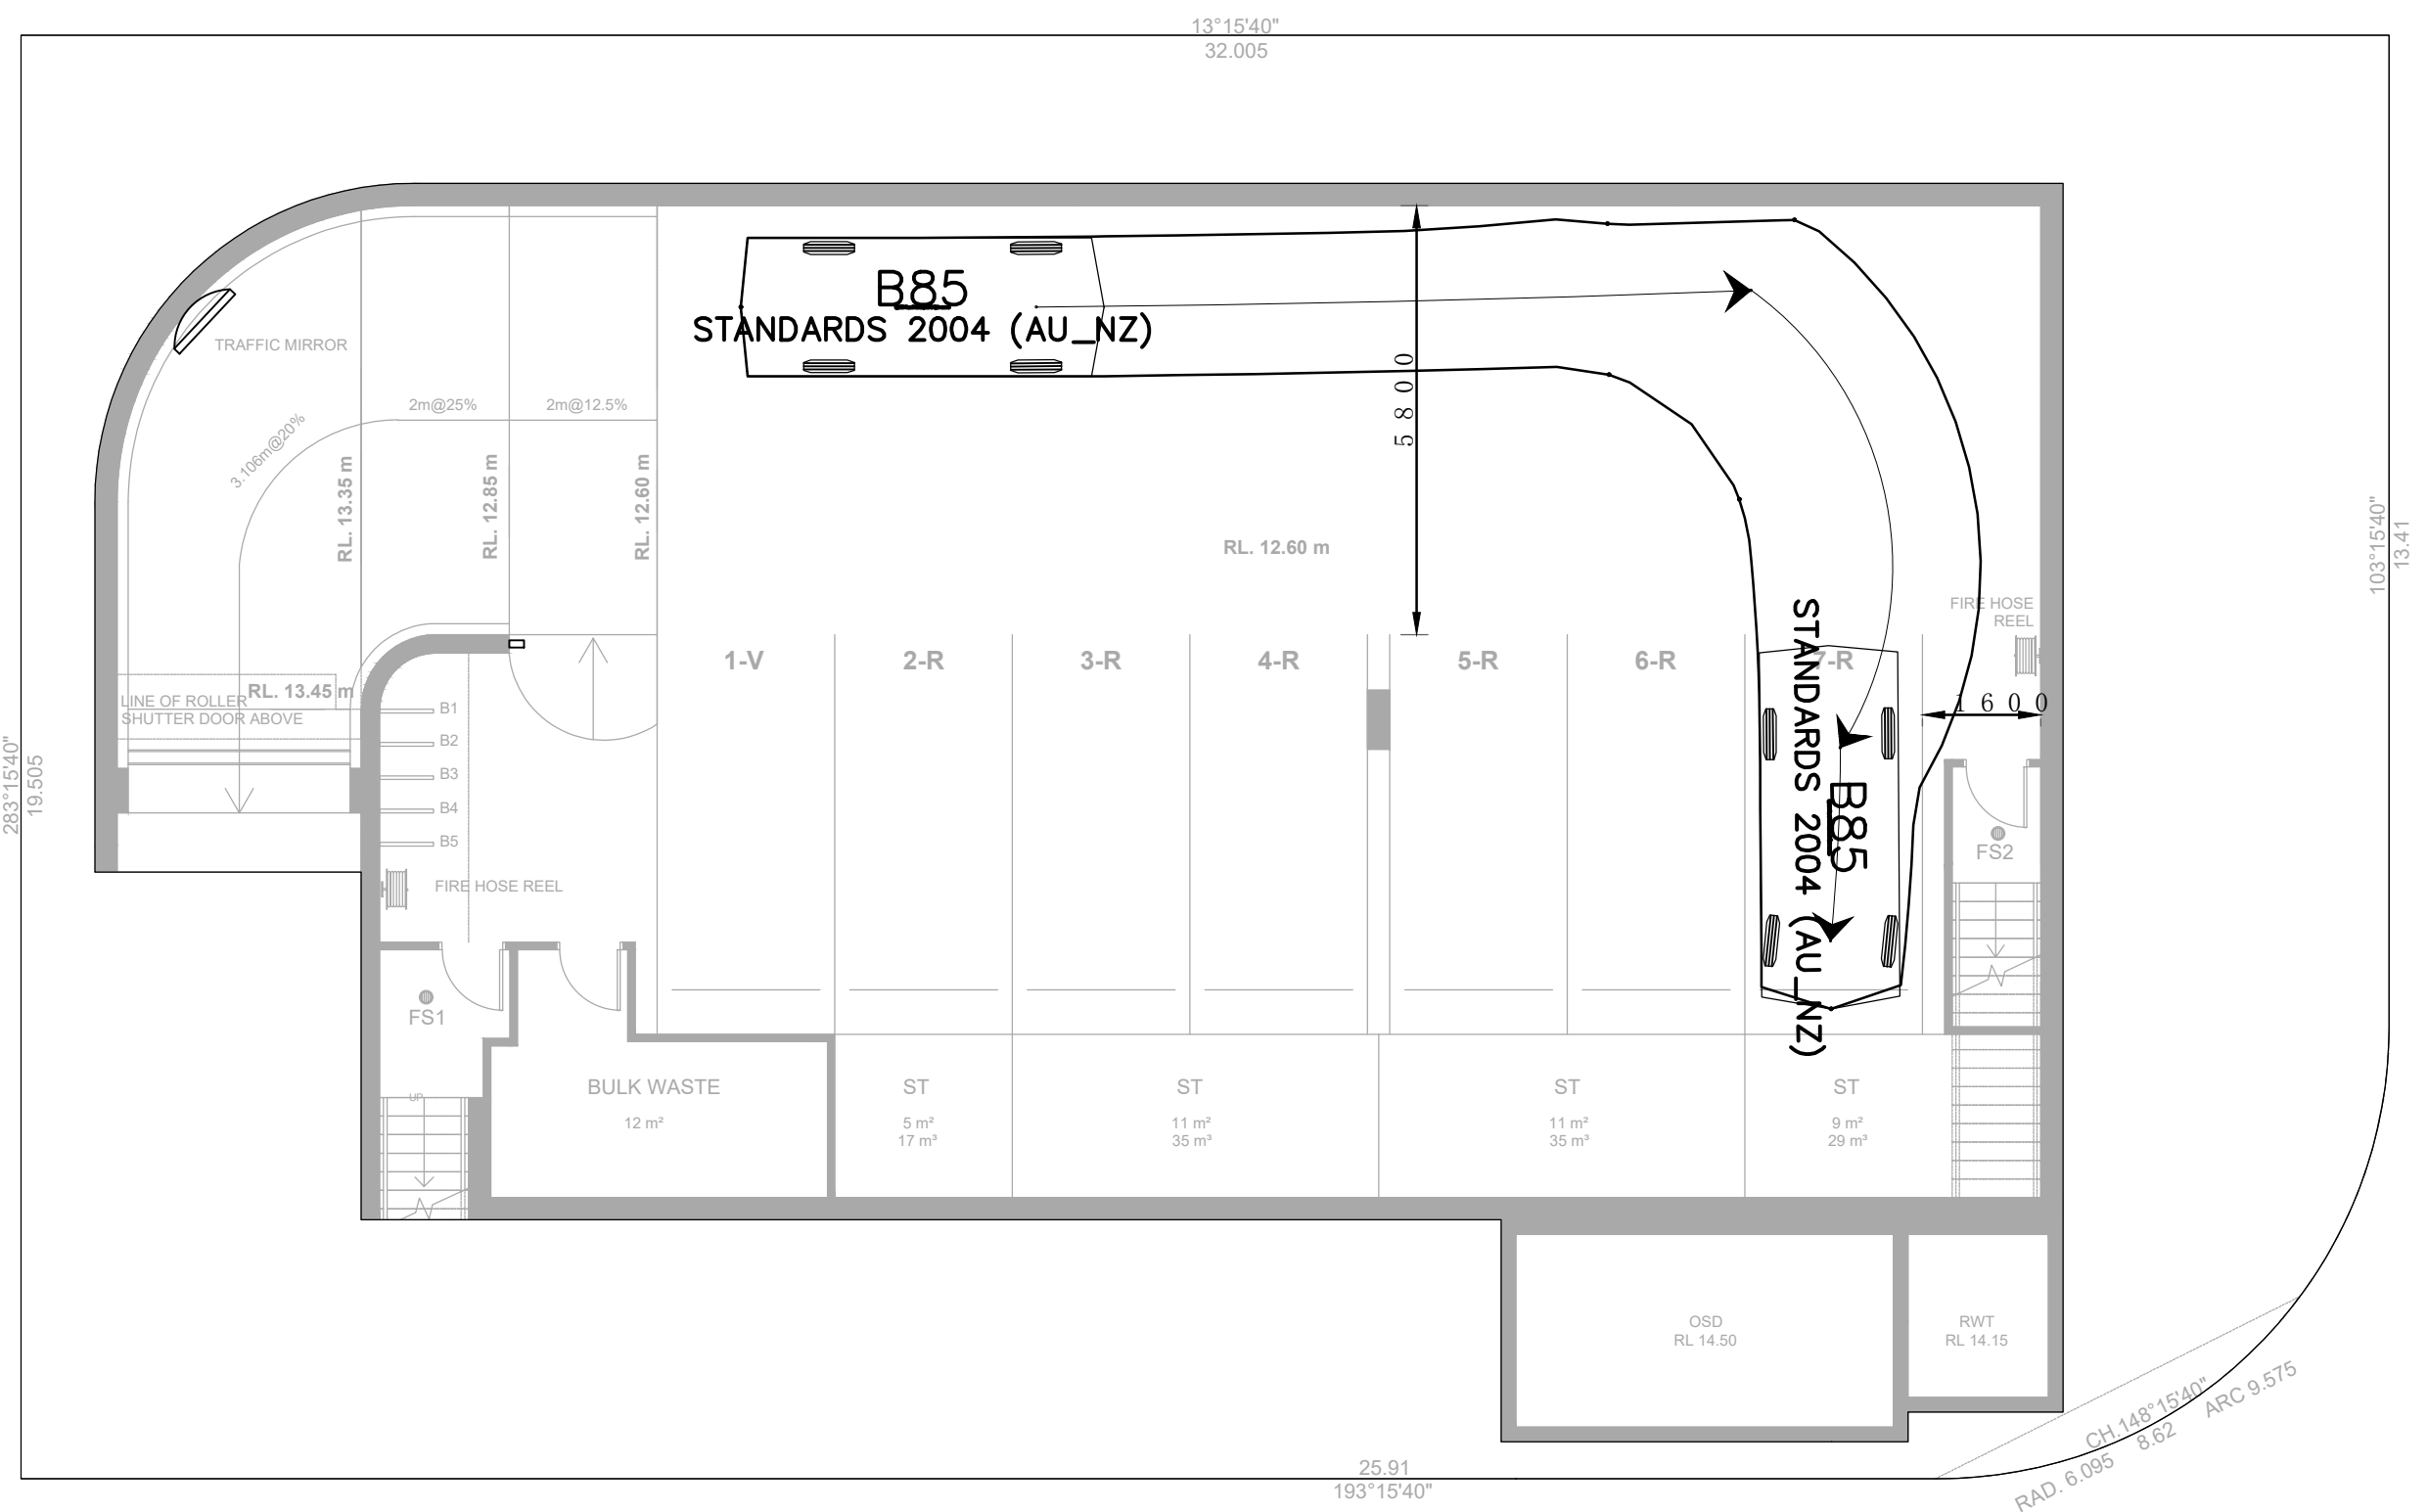 13°15'40"
32.005
B85
STANDARDS 2004 (AU_NZ)
TRAFFIC MIRROR
2m@25%
2m@12.5%
3.106m@20%
5800
RL. 13.35 m
RL. 12.85 m
RL. 12.60 m
RL. 12.60 m
103°15'40"
13.41
FIRE HOSE
REEL
1-V
2-R
3-R
4-R
5-R
6-R
7-R
STANDARDS 2004 (AU_NZ)
B85
1600
RL. 13.45 m
LINE OF ROLLER
SHUTTER DOOR ABOVE
B1
B2
B3
B4
B5
283°15'40"
19.505
FS2
FIRE HOSE REEL
FS1
UP
BULK WASTE
12 m²
ST
5 m²
17 m³
ST
11 m²
35 m³
ST
11 m²
35 m³
ST
9 m²
29 m³
OSD
RL 14.50
RWT
RL 14.15
CH.148°15'40"
8.62
ARC 9.575
RAD. 6.095
25.91
193°15'40"